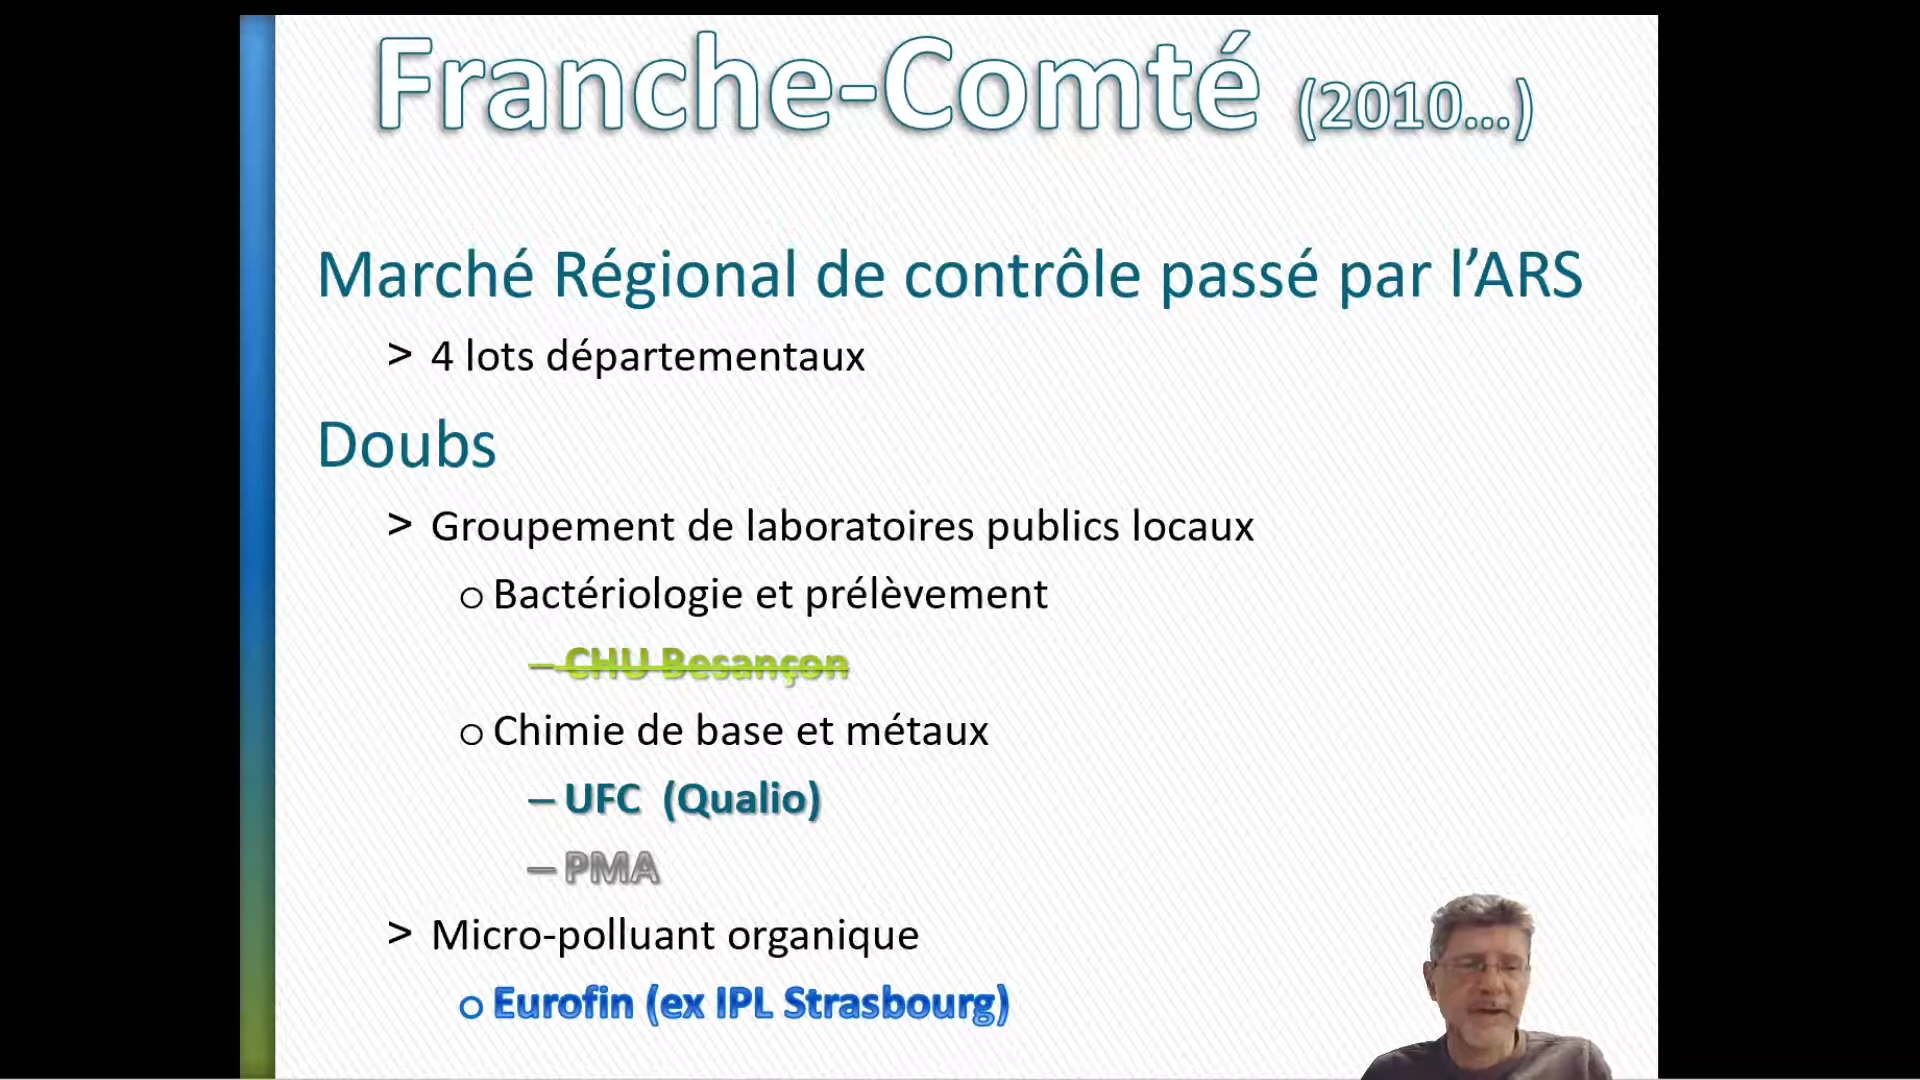 Franche-Comté (2010...)
Marché Régional de contrôle passé par l’ARS
> 4 lots départementaux
Doubs
> Groupement de laboratoires publics locaux
o Bactériologie et prélèvement
– CHU Besançon
o Chimie de base et métaux
– UFC (Qualio)
– PMA
> Micro-polluant organique
o Eurofin (ex IPL Strasbourg)